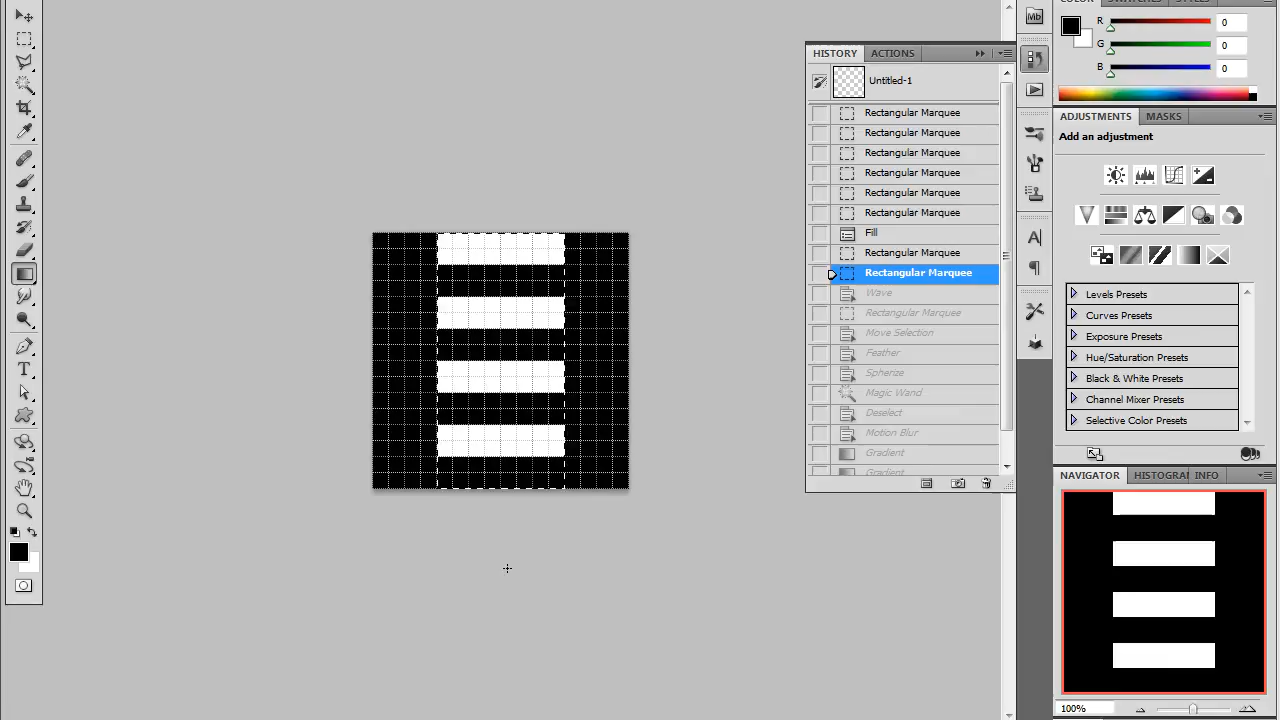 COLOR SWATCHES STYLES
Mb
R 0
G 0
B 0
HISTORY ACTIONS
Untitled-1
Rectangular Marquee
Rectangular Marquee
Rectangular Marquee
Rectangular Marquee
Rectangular Marquee
Rectangular Marquee
Fill
Rectangular Marquee
Rectangular Marquee
Wave
Rectangular Marquee
Move Selection
Feather
Spherize
Magic Wand
Deselect
Motion Blur
Gradient
Gradient
ADJUSTMENTS MASKS
Add an adjustment
Levels Presets
Curves Presets
Exposure Presets
Hue/Saturation Presets
Black & White Presets
Channel Mixer Presets
Selective Color Presets
NAVIGATOR HISTOGRAI INFO
100%